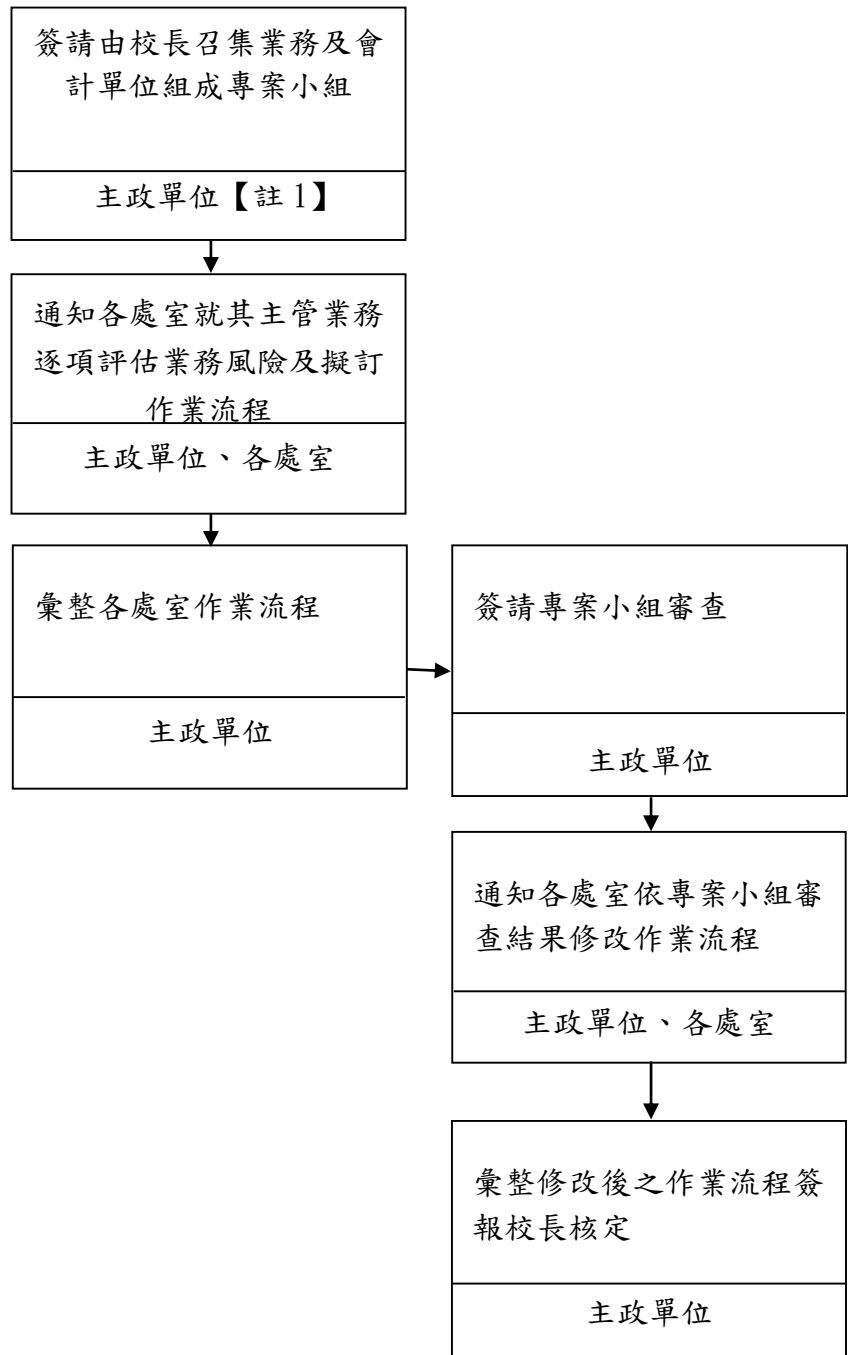 簽請由校長召集業務及會
計單位組成專案小組
主政單位【註1】
通知各處室就其主管業務
逐項評估業務風險及擬訂
作業流程
主政單位、各處室
彙整各處室作業流程
主政單位
簽請專案小組審查
主政單位
通知各處室依專案小組審
查結果修改作業流程
主政單位、各處室
彙整修改後之作業流程簽
報校長核定
主政單位